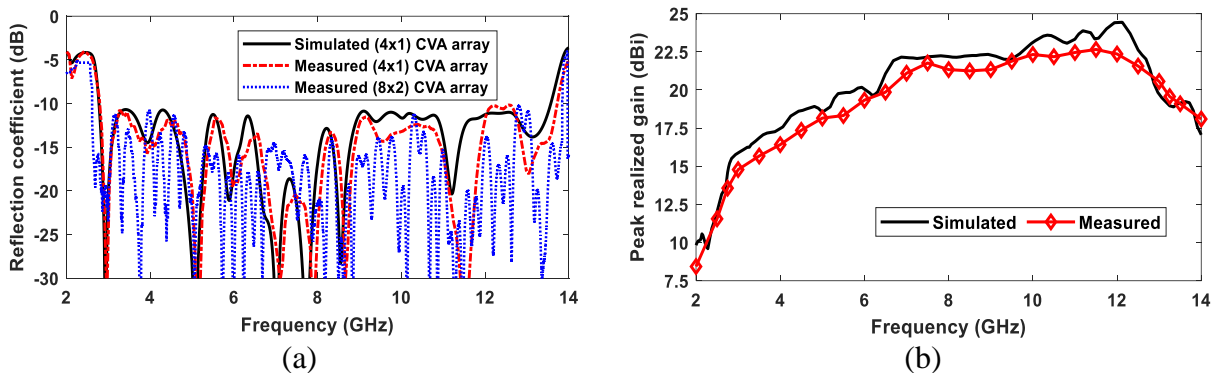 Reflection coefficient (dB)
0
-5
-10
-15
-20
-25
-30
Simulated (4x1) CVA array
Measured (4x1) CVA array
Measured (8x2) CVA array
2 4 6 8 10 12 14
Frequency (GHz)
(a)
Peak realized gain (dBi)
25
22.5
20
17.5
15
12.5
10
7.5
Simulated Measured
2 4 6 8 10 12 14
Frequency (GHz)
(b)